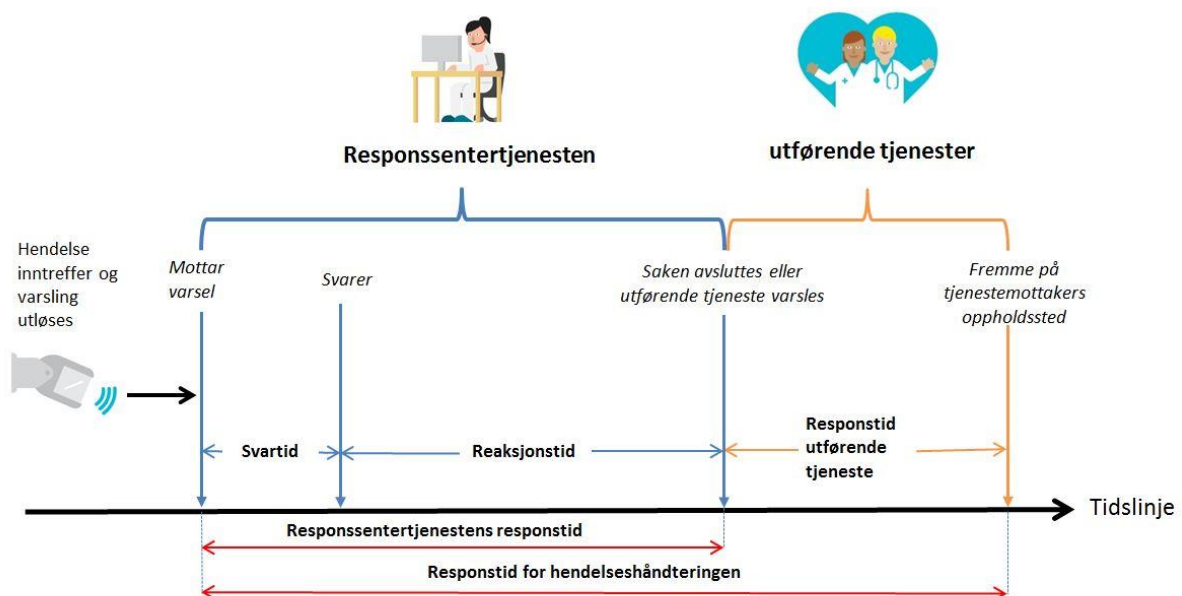 Responssentertjenesten
utførende tjenester
Hendelse
inntreffer og
varsling
utløses
Mottar
varsel
Svarer
Saken avsluttes eller
utførende tjeneste varsles
Fremme på
tjenestemottakers
oppholdssted
Svartid
Reaksjonstid
Responstid
utførende
tjeneste
Tidslinje
Responssentertjenestens responstid
Responstid for hendelseshåndteringen